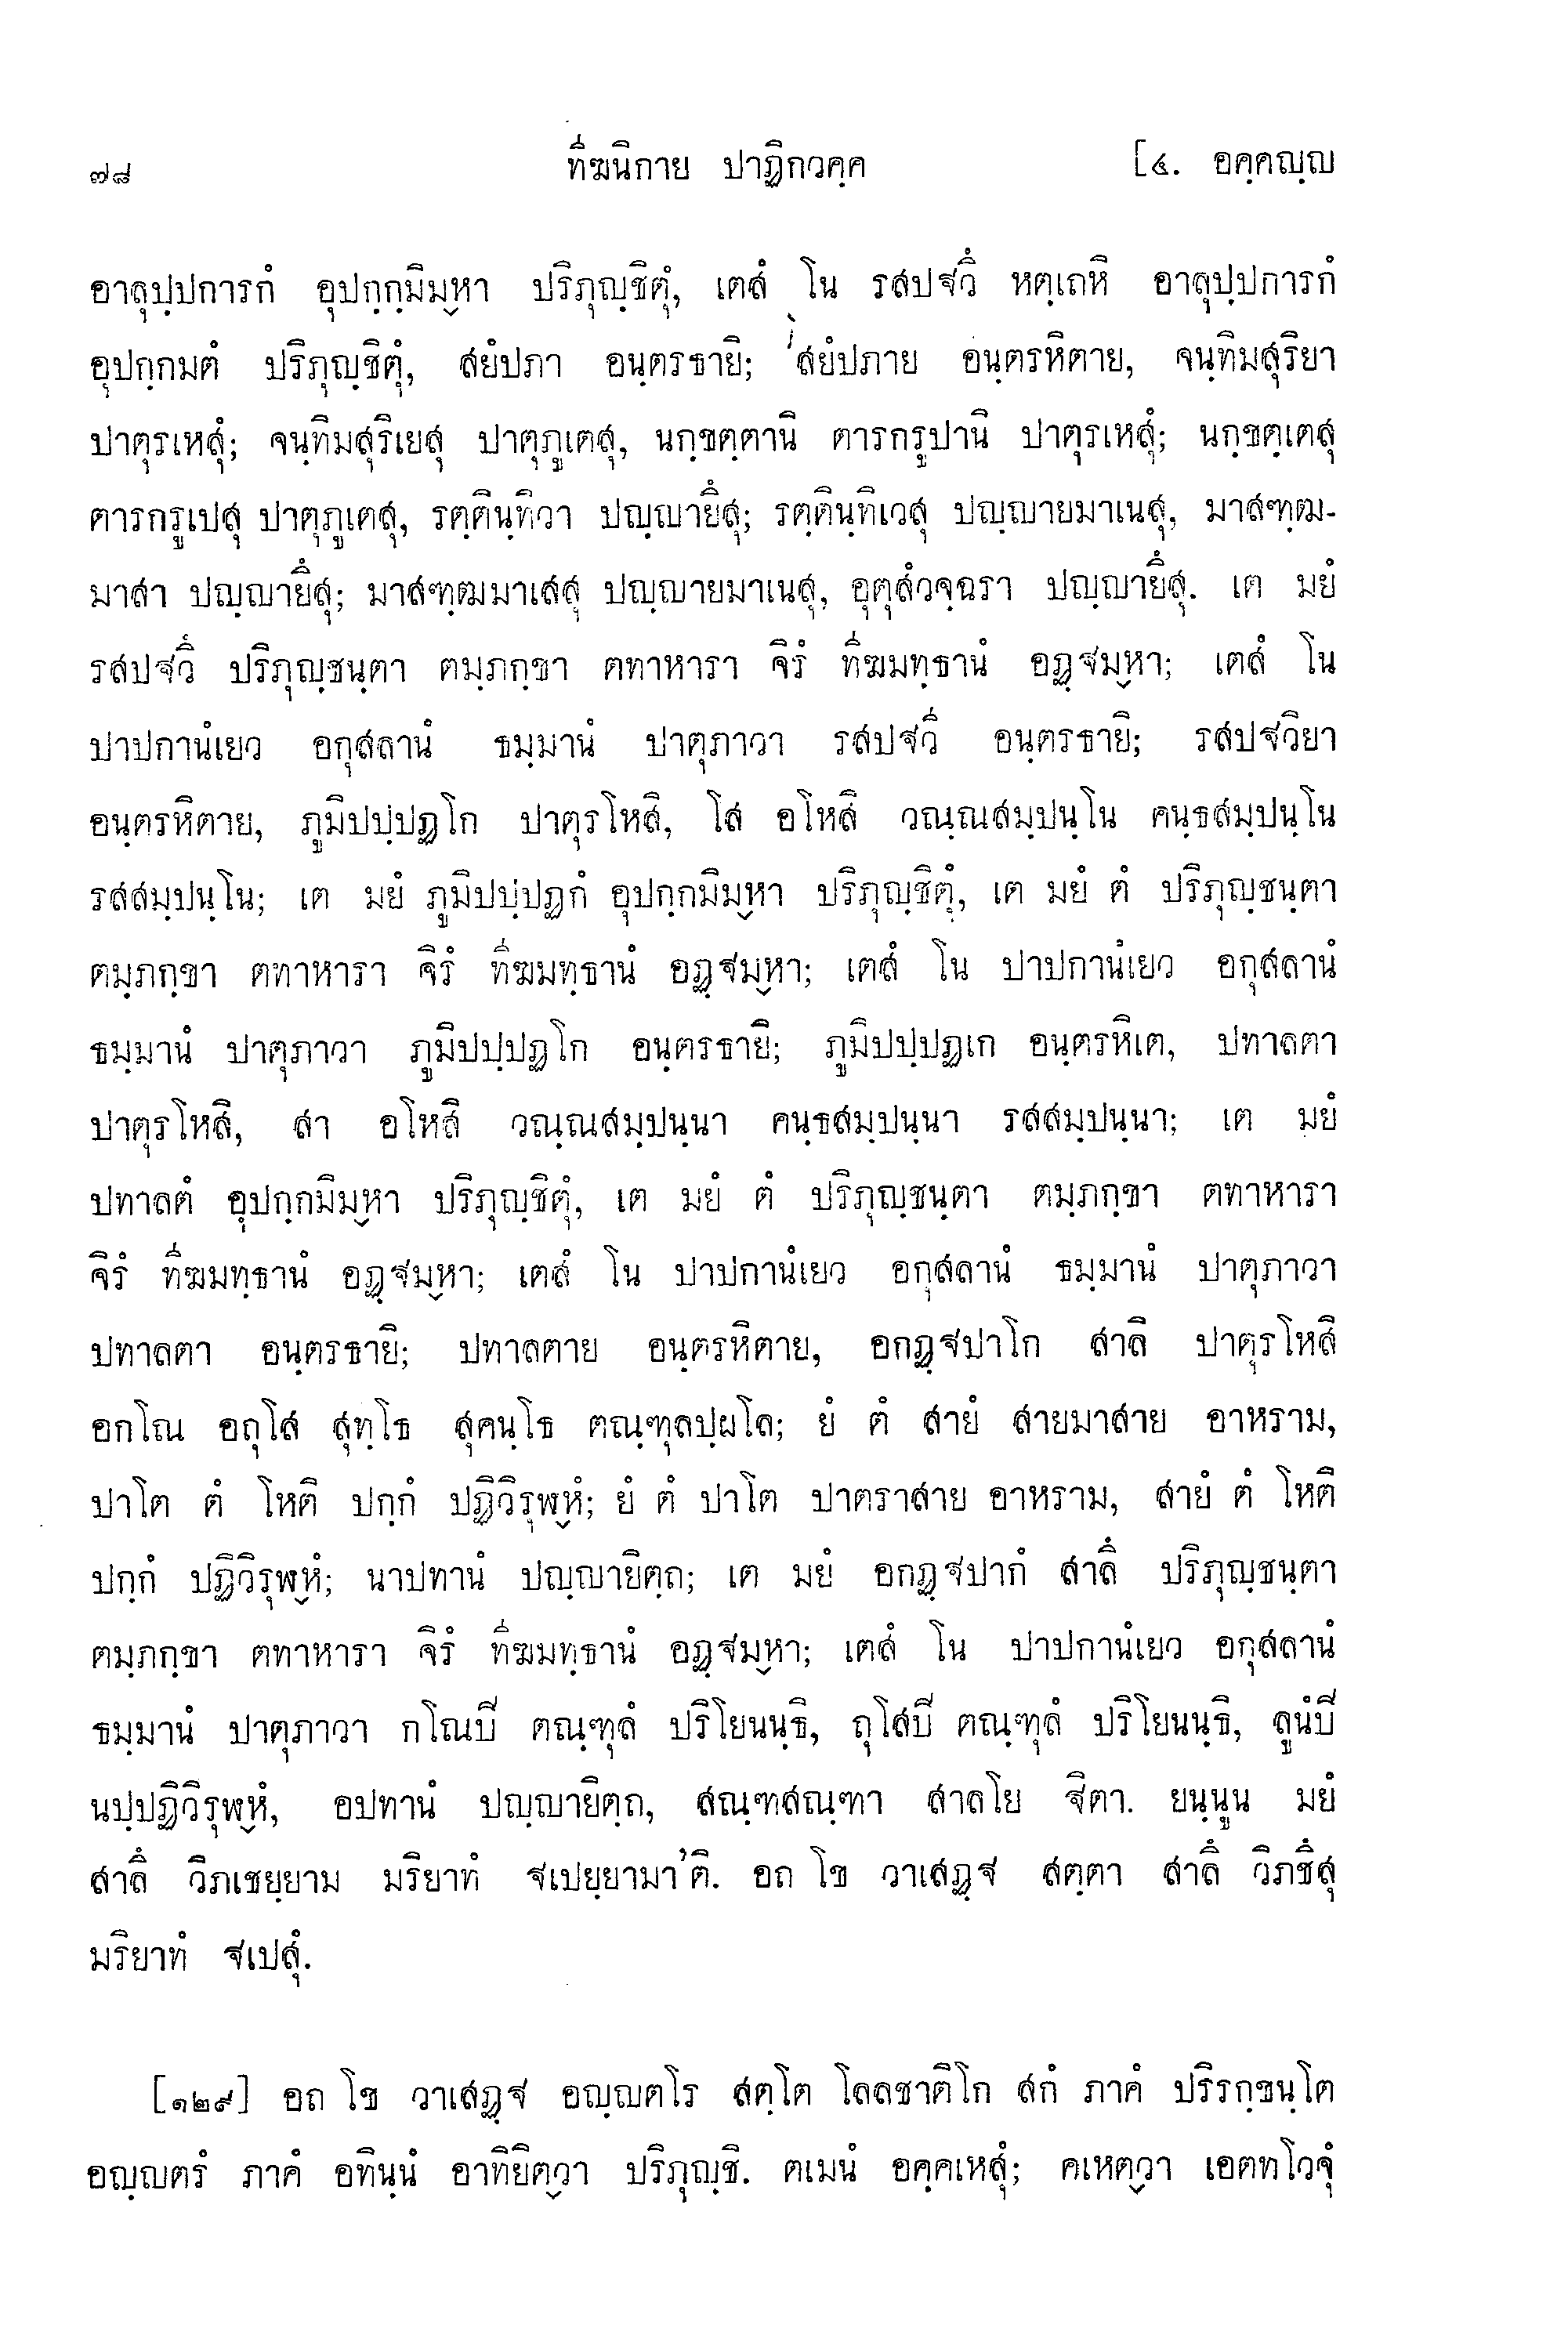 ๗๘ ทีฆนิกาย ปาฏิกวคฺค [๔. อคฺคญฺญ
อาลุปฺปการกํ อุปกฺกฺมิมฺหา ปริภุญฺชิตุํ, เตสํ โน รสปฐวึ หตฺเถหิ อาลุปฺปการกํ
อุปกฺกมตํ ปริภุญฺชิตุํ, สยํปภา อนฺตรธายิ; สยํปภาย อนฺตรหิตาย, จนฺทิมสุริยา
ปาตุรเหสุํ; จนฺทิมสุริเยสุ ปาตุภูเตสุ, นกฺขตฺตานิ ตารกรูปานิ ปาตุรเหสุํ; นกฺขตฺเตสุ
ตารกรูเปสุ ปาตุภูเตสุ, รตฺตินฺทิวา ปญฺญายึสุ; รตฺตินฺทิเวสุ ปญฺญายมาเนสุ, มาสฑฺฒ-
มาสา ปญฺญายึสุ; มาสฑฺฒมาเสสุ ปญฺญายมาเนสุ, อุตุสํวจฺฉรา ปญฺญายึสุ. เต มยํ
รสปฐวึ ปริภุญฺชนฺตา ตมฺภกฺขา ตทาหารา จิรํ ทีฆมทฺธานํ อฏฺฐมฺหา; เตสํ โน
ปาปกานํเยว อกุสลานํ ธมฺมานํ ปาตุภาวา รสปฐวี อนฺตรธายิ; รสปฐวิยา
อนฺตรหิตาย, ภูมิปปฺปฏโก ปาตุรโหสิ, โส อโหสิ วณฺณสมฺปนฺโน คนฺธสมฺปนฺโน
รสสมฺปนฺโน; เต มยํ ภูมิปปฺปฏกํ อุปกฺกมิมฺหา ปริภุญฺชิตุํ, เต มยํ ตํ ปริภุญฺชนฺตา
ตมฺภกฺขา ตทาหารา จิรํ ทีฆมทฺธานํ อฏฺฐมฺหา; เตสํ โน ปาปกานํเยว อกุสลานํ
ธมฺมานํ ปาตุภาวา ภูมิปปฺปฏโก อนฺตรธายิ; ภูมิปปฺปฏเก อนฺตรหิเต, ปทาลตา
ปาตุรโหสิ, สา อโหสิ วณฺณสมฺปนฺนา คนฺธสมฺปนฺนา รสสมฺปนฺนา; เต มยํ
ปทาลตํ อุปกฺกมิมฺหา ปริภุญฺชิตุํ, เต มยํ ตํ ปริภุญฺชนฺตา ตมฺภกฺขา ตทาหารา
จิรํ ทีฆมทฺธานํ อฏฺฐมฺหา; เตสํ โน ปาปกานํเยว อกุสลานํ ธมฺมานํ ปาตุภาวา
ปทาลตา อนฺตรธายิ; ปทาลตาย อนฺตรหิตาย, อกฏฺฐปาโก สาลิ ปาตุรโหสิ
อกโณ อถุโส สุทฺโธ สุคนฺโธ ตณฺฑุลปฺผโล; ยํ ตํ สายํ สายมาสาย อาหราม,
ปาโต ตํ โหติ ปกฺกํ ปฏิวิรุฬฺหํ; ยํ ตํ ปาโต ปาตราสาย อาหราม, สายํ ตํ โหติ
ปกฺกํ ปฏิวิรุฬฺหํ; นาปทานํ ปญฺญายิตฺถ; เต มยํ อกฏฺฐปากํ สาลึ ปริภุญฺชนฺตา
ตมฺภกฺขา ตทาหารา จิรํ ทีฆมทฺธานํ อฏฺฐมฺหา; เตสํ โน ปาปกานํเยว อกุสลานํ
ธมฺมานํ ปาตุภาวา กโณปิ ตณฺฑุลํ ปริโยนนฺธิ, ถุโสปิ ตณฺฑุลํ ปริโยนนฺธิ, ลูนํปิ
นปฺปฏิวิรุฬฺหํ, อปทานํ ปญฺญายิตฺถ, สณฺฑสณฺฑา สาลโย ฐิตา. ยนฺนูน มยํ
สาลึ วิภเชยฺยาม มริยาทํ ฐเปยฺยามา’ติ. อถ โข วาเสฏฺฐ สตฺตา สาลึ วิภชึสุ
มริยาทํ ฐเปสุํ.
[๑๒๙] อถ โข วาเสฏฺฐ อญฺญตโร สตฺโต โลลชาติโก สกํ ภาคํ ปริรกฺขนฺโต
อญฺญตรํ ภาคํ อทินฺนํ อาทิยิตฺวา ปริภุญฺชิ. ตเมนํ อคฺคเหสุํ; คเหตฺวา เอตทโวจุํ